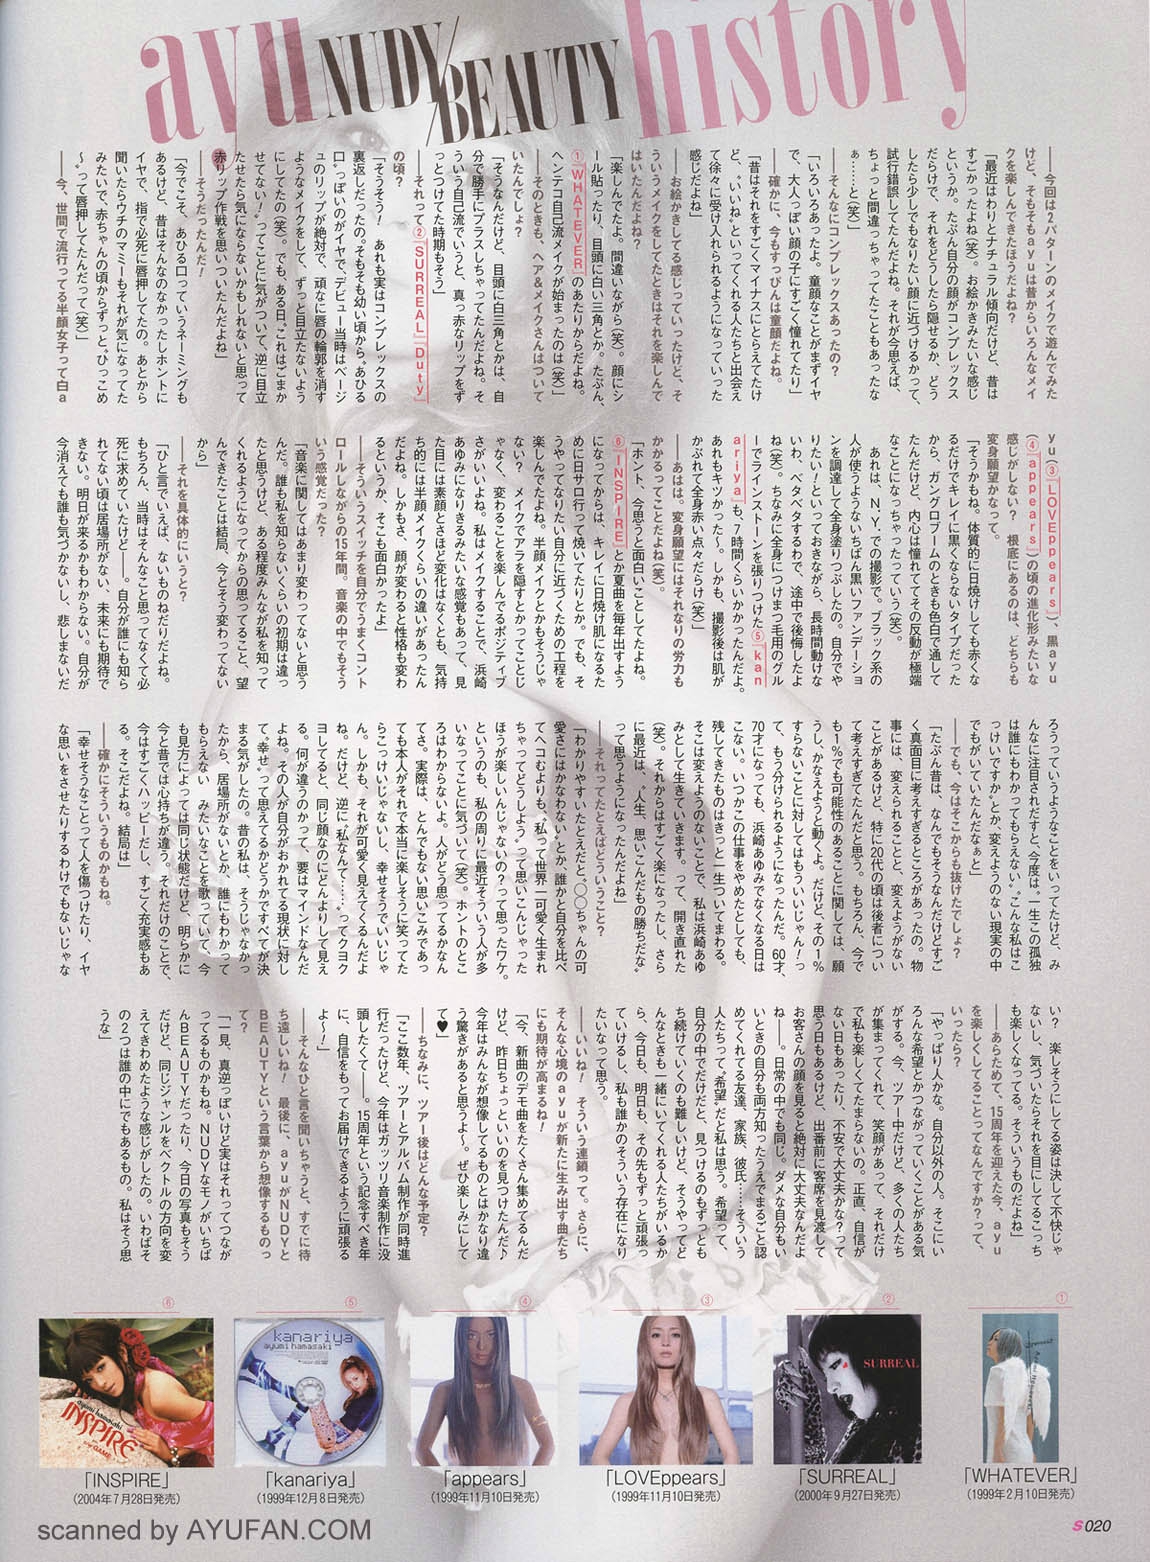 ayu NUDY/BEAUTY history
――今回は2パターンのメイクで遊んでみた
けど、そもそもayuは昔からいろんなメイ
クを楽しんできたほうだよね?
「最近はわりとナチュラル傾向だけど、昔は
すごかったよね(笑)。お絵かきみたいな感じ
というか。たぶん自分の顔がコンプレックス
だらけで、それをどうしたら隠せるか、どう
したら少しでもなりたい顔に近づけるかって、
試行錯誤してたんだよね。それが今思えば、
ちょっと間違っちゃってたこともあったな
ぁ……と(笑)」
――そんなにコンプレックスあったの?
「いろいろあったよ。童顔なことがまずイヤ
で、大人っぽい顔の子にすごく憧れてたり」
――確かに、今もすっぴんは童顔だよね。
「昔はそれをすごくマイナスにとらえてたけ
ど、“いいね”といってくれる人たちと出会え
て徐々に受け入れられるようになっていった
感じだよね」
――お絵かきしてる感じっていったけど、そ
ういうメイクをしてたときはそれを楽しんで
はいたんだよね?
「楽しんでたよ。間違いながら(笑)。顔にシ
ール貼ったり、目頭に白い三角とか。たぶん、
①『WHATEVER』のあたりからだよね。
ヘンテコ自己流メイクが始まったのは(笑)」
――そのときも、ヘア&メイクさんはついて
いたんでしょ?
「そうなんだけど、目頭に白三角とかは、自
分で勝手にプラスしちゃってたんだよね。そ
ういう自己流でいうと、真っ赤なリップをず
っとつけてた時期もそう」
――それって②『SURREAL』『Duty』
の頃?
「そうそう! あれも実はコンプレックスの
裏返しだったの。そもそも幼い頃から“あひる
口”っぽいのがイヤで、デビュー当時はベージ
ュのリップが絶対で、頑なに唇の輪郭を消す
ようなメイクをして、ずっと目立たないよう
にしてたの(笑)。でも、ある日“これはごまか
せてない!”ってことに気がついて、逆に目立
たせたら気にならないかもしれないと思って
赤リップ作戦を思いついたんだよね」
――そうだったんだ!
「今でこそ、あひる口っていうネーミングも
あるけど、昔はそんなのなかったしホントに
イヤで、指で必死に唇押してたの。あとから
聞いたらウチのマミーもそれが気になってた
みたいで、赤ちゃんの頃からずっと“ひっこめ
〜”って唇押してたんだって(笑)」
――今、世間で流行ってる半顔女子って白a
yu(③『LOVEppears』)、黒ayu
(④『appears』)の頃の進化形みたいな
感じがしない? 根底にあるのは、どちらも
変身願望かなって。
「そうかもね。体質的に日焼けしても赤くな
るだけでキレイに黒くならないタイプだった
から、ガングロブームのときも色白で通して
たんだけど、内心は憧れててその反動が極端
なことになっちゃったっていう(笑)。
あれは、N.Y.での撮影で。ブラック系の
人が使うようないちばん黒いファンデーショ
ンを調達して全身塗りつぶしたの。自分でや
りたい!といっておきながら、長時間動けな
いわ、ベタベタするわで、途中で後悔したよ
ね(笑)。ちなみに全身につけまつ毛用のグル
ーでラインストーンを張りつけた⑤『kan
ariya』も、7時間くらいかかったんだよ。
あれもキツかった!しかも、撮影後は肌が
かぶれて全身赤い点々だらけ(笑)」
――あはは。変身願望にはそれなりの労力も
かかるってことだよね(笑)。
「ホント、今思うと面白いことしてたよね。
⑥『INSPIRE』とか夏曲を毎年出すよう
になってからは、キレイに日焼け肌になるた
めに日サロ行って焼いてたりとか。でも、そ
うやってなりたい自分に近づくための工程を
楽しんでたよね。半顔メイクとかもそうじゃ
ない? メイクでアラを隠すとかってことじ
ゃなく、変わることを楽しんでるポジティブ
さがいいよね。私はメイクすることで、浜崎
あゆみになりきるみたいな感覚もあって、見
た目には素顔とさほど変化はなくとも、気持
ち的には半顔メイクくらいの違いがあったん
だよね。しかもさ、顔が変わると性格も変わ
るというか、そこも面白かったよ」
――そういうスイッチを自分でうまくコント
ロールしながらの15年間。音楽の中でもそう
いう感覚だった?
「音楽に関してはあまり変わってないと思う
んだ。誰も私を知らないくらいの初期は違っ
たと思うけど、ある程度みんなが私を知って
くれるようになってからの思ってること、望
んできたことは結局、今とそう変わってない
から」
――それを具体的にいうと?
「ひと言でいえば、ないものねだりだよね。
もちろん、当時はそんなこと思ってなくて必
死に求めていたけど――。自分が誰にも知ら
れてない頃は居場所がない、未来にも期待で
きない。明日が来るかもわからない。自分が
今消えても誰も気づかないし、悲しまないだ
ろうっていうようなことをいってたけど、み
んなに注目されだすと、今度は“一生この孤独
は誰にもわかってもらえない。こんな私はこ
っけいですか”とか、変えようのない現実の中
でもがいてたんだなぁと」
――でも、今はそこからも抜けてたでしょ?
「たぶん昔は、なんでもそうなんだけどすご
く真面目に考えすぎるところがあったの。物
事には、変えられることと、変えようがない
ことがあるけど、特に20代の頃は後者につい
て考えすぎてたんだと思う。もちろん、今で
も1%でも可能性のあることに関しては、願
うし、かなえようと動くよ。だけど、その1%
すらないことに対してはもういいじゃん!っ
て、もう分けられるようになったんだ。60才、
70才になっても、浜崎あゆみでなくなる日は
こない。いつかこの仕事をやめたとしても、
残してきたものはきっと一生ついてまわる。
そこは変えようのないことで、私は浜崎あゆ
みとして生きていきます。って、開き直れた
(笑)。それからはすごく楽になったし、さら
に最近は、“人生、思いこんだもの勝ちだな”
って思うようになったんだよね」
――それってたとえばどういうこと?
「わかりやすいたとえだと、〇〇ちゃんの可
愛さにはかなわないとか、誰かと自分を比べ
てヘコむよりも、“私って世界一可愛く生まれ
ちゃってどうしよう”って思いこんじゃった
ほうが楽しいんじゃないの?って思ったワケ。
というのも、私の周りに最近そういう人が多
いなってことに気づいて(笑)。ホントのとこ
ろはわからないよ。人がどう思ってるかなん
てさ。実際は、とんでもない思いこみであっ
ても本人がそれで本当に楽しそうに笑ってた
らこっけいじゃないし、幸せそうでいいじゃ
ん。しかも、それが可愛く見えてくるんだよ
ね。だけど、逆に“私なんて……”ってクヨク
ヨしてると、同じ顔なのにどんよりして見え
る。何が違うのかって、要はマインドなんだ
よね。その人が自分がおかれてる現状に対し
て“幸せ”って思えてるかどうかですべてが決
まる気がしたの。昔の私は、そうじゃなかっ
たから、居場所がないとか、誰にもわかって
もらえない みたいなことを歌っていて、今
も見方によっては同じ状態だけど、明らかに
今と昔では心持ちが違う。それだけのことで、
今はすごくハッピーだし、すごく充実感もあ
る。そこだよね。結局は」
――確かにそういうものかもね。
「幸せそうなことって人を傷つけたり、イヤ
な思いをさせたりするわけでもないじゃな
い? 楽しそうにしてる姿は決して不快じゃ
ないし、気づいたらそれを目にしてるこっち
も楽しくなってる。そういうものだよね」
――あらためて、15周年を迎えた今、ayu
を楽しくしてることってなんですか?って、
いったら?
「やっぱり人かな。自分以外の人。そこにい
ろんな希望とかつながっていくことがある気
がする。今、ツアー中だけど、多くの人たち
が集まってくれて、笑顔があって、それだけ
で私も楽しくてたまらないの。正直、自信が
ない日もあったり、不安で大丈夫かな?って
思う日もあるけど、出番前に客席を見渡して
お客さんの顔を見ると絶対に大丈夫なんだよ
ね――。日常の中でも同じ。ダメな自分もい
いときの自分も両方知ったうえでまるごと認
めてくれてる友達、家族、彼氏……そういう
人たちって“希望”だと私は思う。希望って、
自分の中でだけだと、見つけるのもずっとも
ち続けていくのも難しいけど、そうやってど
んなときも一緒にいてくれる人たちがいるか
ら、今日も、明日も、その先もずっと頑張っ
ていけるし、私も誰かのそういう存在になり
たいなって思う。
――いいね! そういう連鎖って。さらに、
そんな心境のayuが新たに生み出す曲たち
にも期待が高まるね!
「今、新曲のデモ曲をたくさん集めてるんだ
けど、昨日ちょっといいのを見つけたんだ♪
今年はみんなが想像してるものとはかなり違
う驚きがあると思うよ〜。ぜひ楽しみにして
て♥」
――ちなみに、ツアー後はどんな予定?
「ここ数年、ツアーとアルバム制作が同時進
行だったけど、今年はガッツリ音楽制作に没
頭したくて――。15周年という記念すべき年
に、自信をもってお届けできるように頑張る
よ〜!」
――そんなひと言を聞いちゃうと、すでに待
ち遠しいね! 最後に、ayuがNUDYと
BEAUTYという言葉から想像するものっ
て?
「一見、真逆っぽいけど実はそれってつなが
ってるものかもね。NUDYなモノがいちば
んBEAUTYだったり。今日の写真もそう
だけど、同じジャンルをベクトルの方向を変
えてきわめたような感じがしたの。いわばそ
の2つは誰の中にでもあるもの。私はそう思
うな」
①
「WHATEVER」
(1999年2月10日発売)
②
SURREAL
「SURREAL」
(2000年9月27日発売)
③
「LOVEppears」
(1999年11月10日発売)
④
「appears」
(1999年11月10日発売)
⑤
kanariya
ayumi hamasaki
「kanariya」
(1999年12月8日発売)
⑥
ayumi hamasaki
INSPIRE
GAME
「INSPIRE」
(2004年7月28日発売)
S 020
scanned by AYUFAN.COM